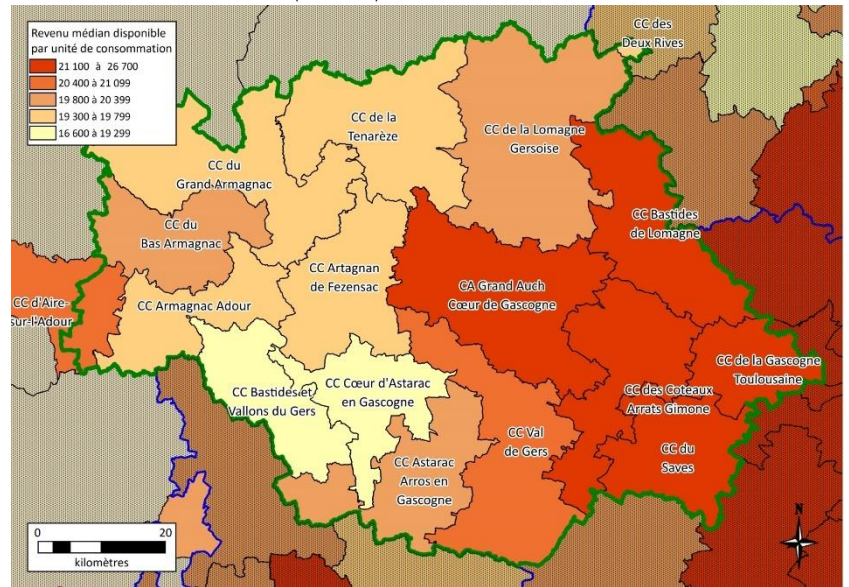 Revenu médian disponible
par unité de consommation
21 100 à 26 700
20 400 à 21 099
19 800 à 20 399
19 300 à 19 799
16 600 à 19 299
CC des
Deux Rives
CC de la
Tenarèze
CC de la Lomagne
Gersoise
CC du
Grand Armagnac
CC du
Bas Armagnac
CC Bastides
de Lomagne
CC Artagnan
de Fezensac
CA Grand Auch
Cœur de Gascogne
CC d'Aire-
sur-l'Adour
CC Armagnac Adour
CC de la Gascogne
Toulousaine
CC Bastides et
Vallons du Gers
CC Cœur d'Astarac
en Gascogne
CC des Coteaux
Arrats Gimone
CC Val
de Gers
CC du
Saves
CC Astarac
Arros en
Gascogne
0 20
kilomètres
N